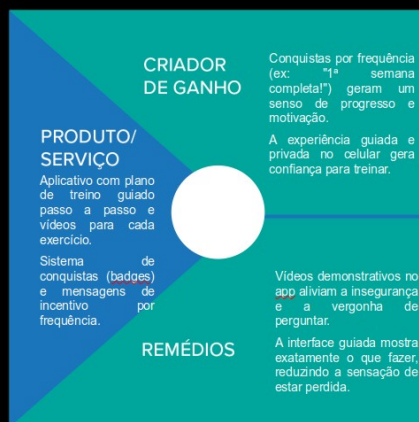 CRIADOR
DE GANHO
Conquistas por frequência
(ex: "1ª semana
completa!") geram um
senso de progresso e
motivação.
A experiência guiada e
privada no celular gera
confiança para treinar.
PRODUTO/
SERVIÇO
Aplicativo com plano
de treino guiado
passo a passo e
vídeos para cada
exercício.
Sistema de
conquistas (badges)
e mensagens de
incentivo por
frequência.
REMÉDIOS
Vídeos demonstrativos no
app aliviam a insegurança
e a vergonha de
perguntar.
A interface guiada mostra
exatamente o que fazer,
reduzindo a sensação de
estar perdida.